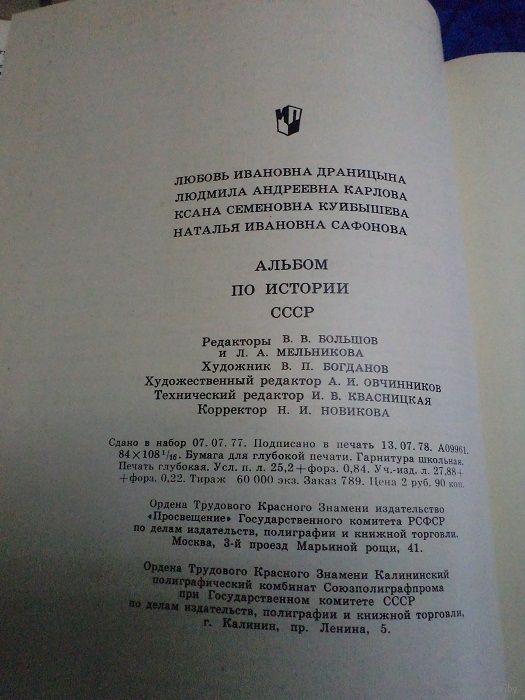 ЛЮБОВЬ ИВАНОВНА ДРАНИЦЫНА
ЛЮДМИЛА АНДРЕЕВНА КАРЛОВА
КСАНА СЕМЕНОВНА КУЙБЫШЕВА
НАТАЛЬЯ ИВАНОВНА САФОНОВА
АЛЬБОМ
ПО ИСТОРИИ
СССР
Редакторы В. В. БОЛЬШОВ
и Л. А. МЕЛЬНИКОВА
Художник В. П. БОГДАНОВ
Художественный редактор А. И. ОВЧИННИКОВ
Технический редактор И. В. КВАСНИЦКАЯ
Корректор Н. И. НОВИКОВА
Сдано в набор 07.07.77. Подписано в печать 13.07.78. А09961.
84×108 1/16. Бумага для глубокой печати. Гарнитура школьная.
Печать глубокая. Усл. п. л. 25,2+форз. 0,84. Уч.-изд. л. 27,88+
+форз. 0,22. Тираж 60 000 экз. Заказ 789. Цена 2 руб. 90 коп.
Ордена Трудового Красного Знамени издательство
«Просвещение» Государственного комитета РСФСР
по делам издательств, полиграфии и книжной торговли.
Москва, 3-й проезд Марьиной рощи, 41.
Ордена Трудового Красного Знамени Калининский
полиграфический комбинат Союзполиграфпрома
при Государственном комитете СССР
по делам издательств, полиграфии и книжной торговли,
г. Калинин, пр. Ленина, 5.